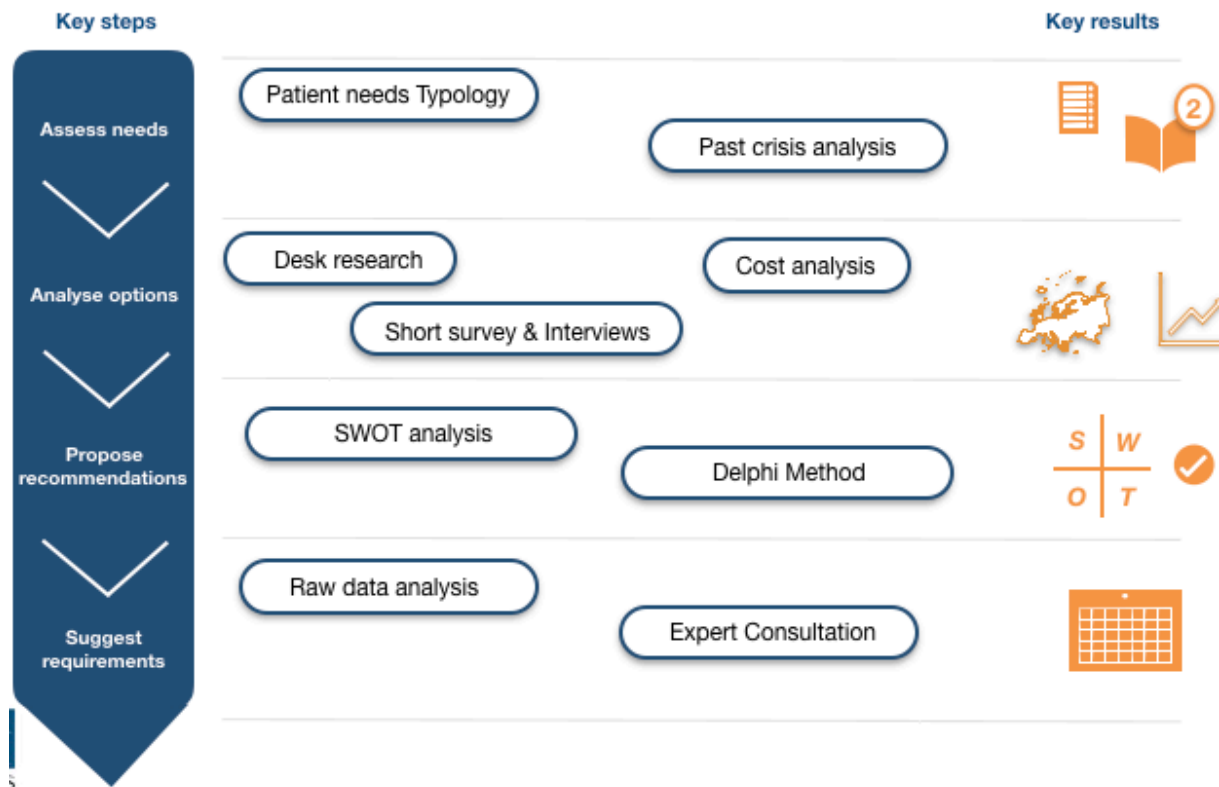 Key steps
Key results
Assess needs
Patient needs Typology
Past crisis analysis
2
Analyse options
Desk research
Cost analysis
Short survey & Interviews
Propose
recommendations
SWOT analysis
Delphi Method
S W
O T
Suggest
requirements
Raw data analysis
Expert Consultation